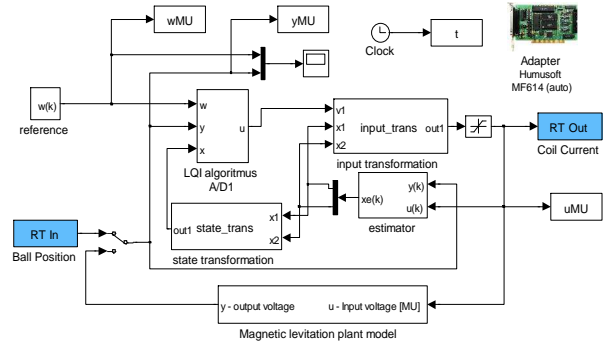 wMU
yMU
t
Clock
Adapter
Humusoft
MF614 (auto)
w(k)
reference
w
y
x
u
LQI algoritmus
A/D1
v1
x1
x2
input_trans
out1
input transformation
RT Out
Coil Current
out1
state_trans
x1
x2
state transformation
xe(k)
y(k)
u(k)
estimator
uMU
RT In
Ball Position
y - output voltage
u - Input voltage [MU]
Magnetic levitation plant model